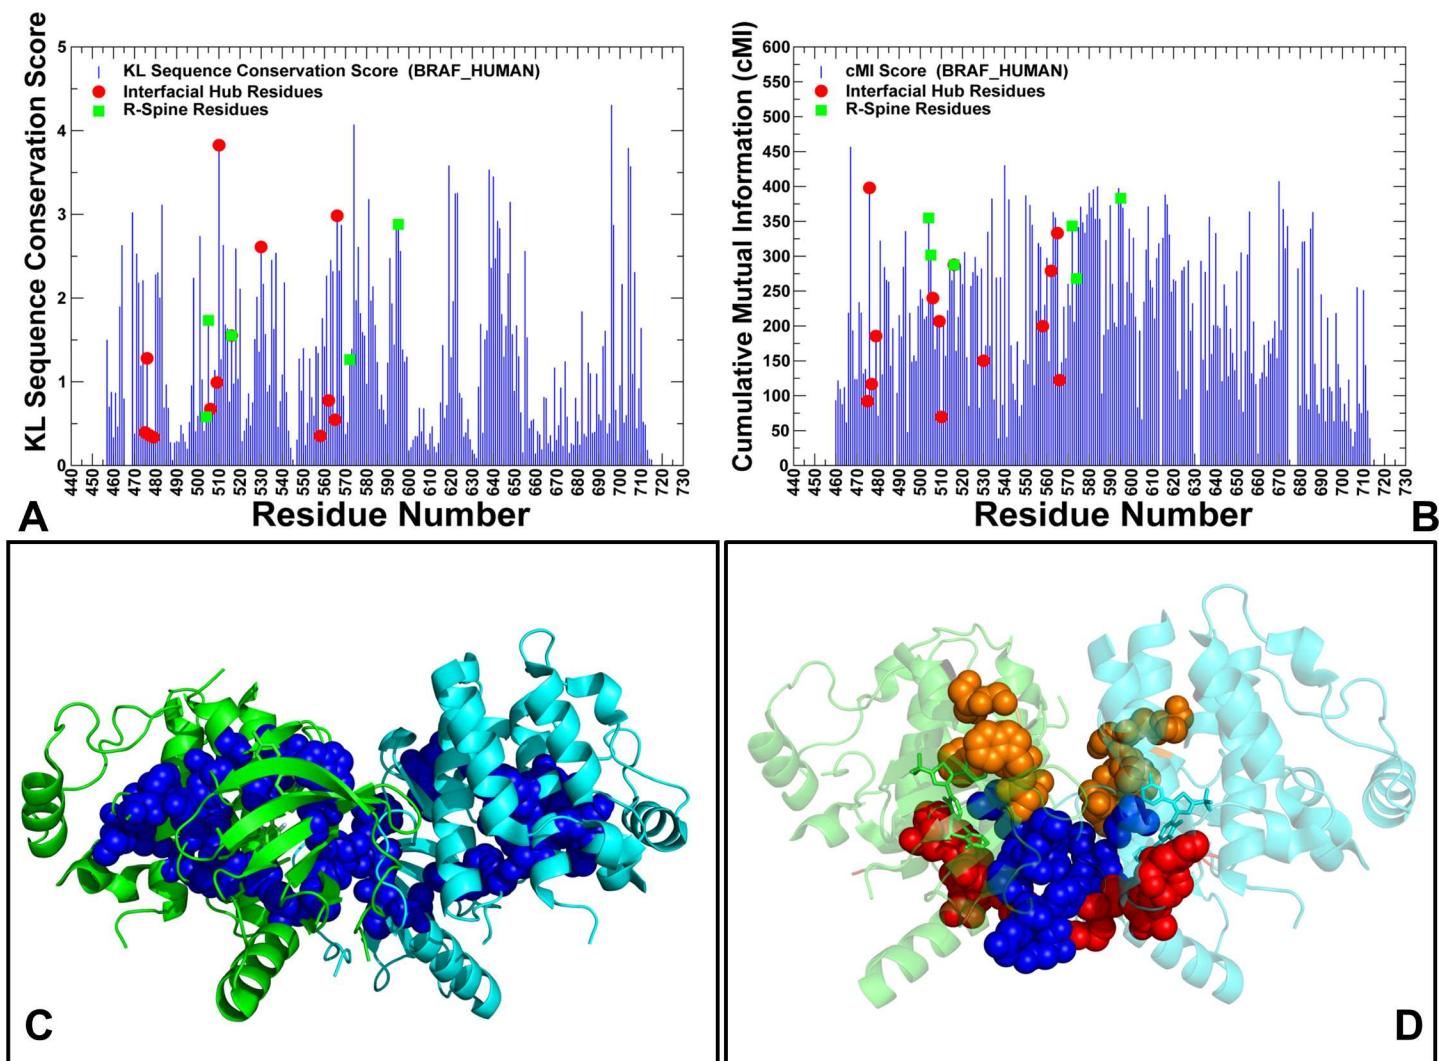 KL Sequence Conservation Score
5
4
3
2
1
0
KL Sequence Conservation Score (BRAF_HUMAN)
Interfacial Hub Residues
R-Spine Residues
440 450 460 470 480 490 500 510 520 530 540 550 560 570 580 590 600 610 620 630 640 650 660 670 680 690 700 710 720 730
Residue Number
A
Cumulative Mutual Information (cMI)
600
550
500
450
400
350
300
250
200
150
100
50
0
cMI Score (BRAF_HUMAN)
Interfacial Hub Residues
R-Spine Residues
440 450 460 470 480 490 500 510 520 530 540 550 560 570 580 590 600 610 620 630 640 650 660 670 680 690 700 710 720 730
Residue Number
B
C
D